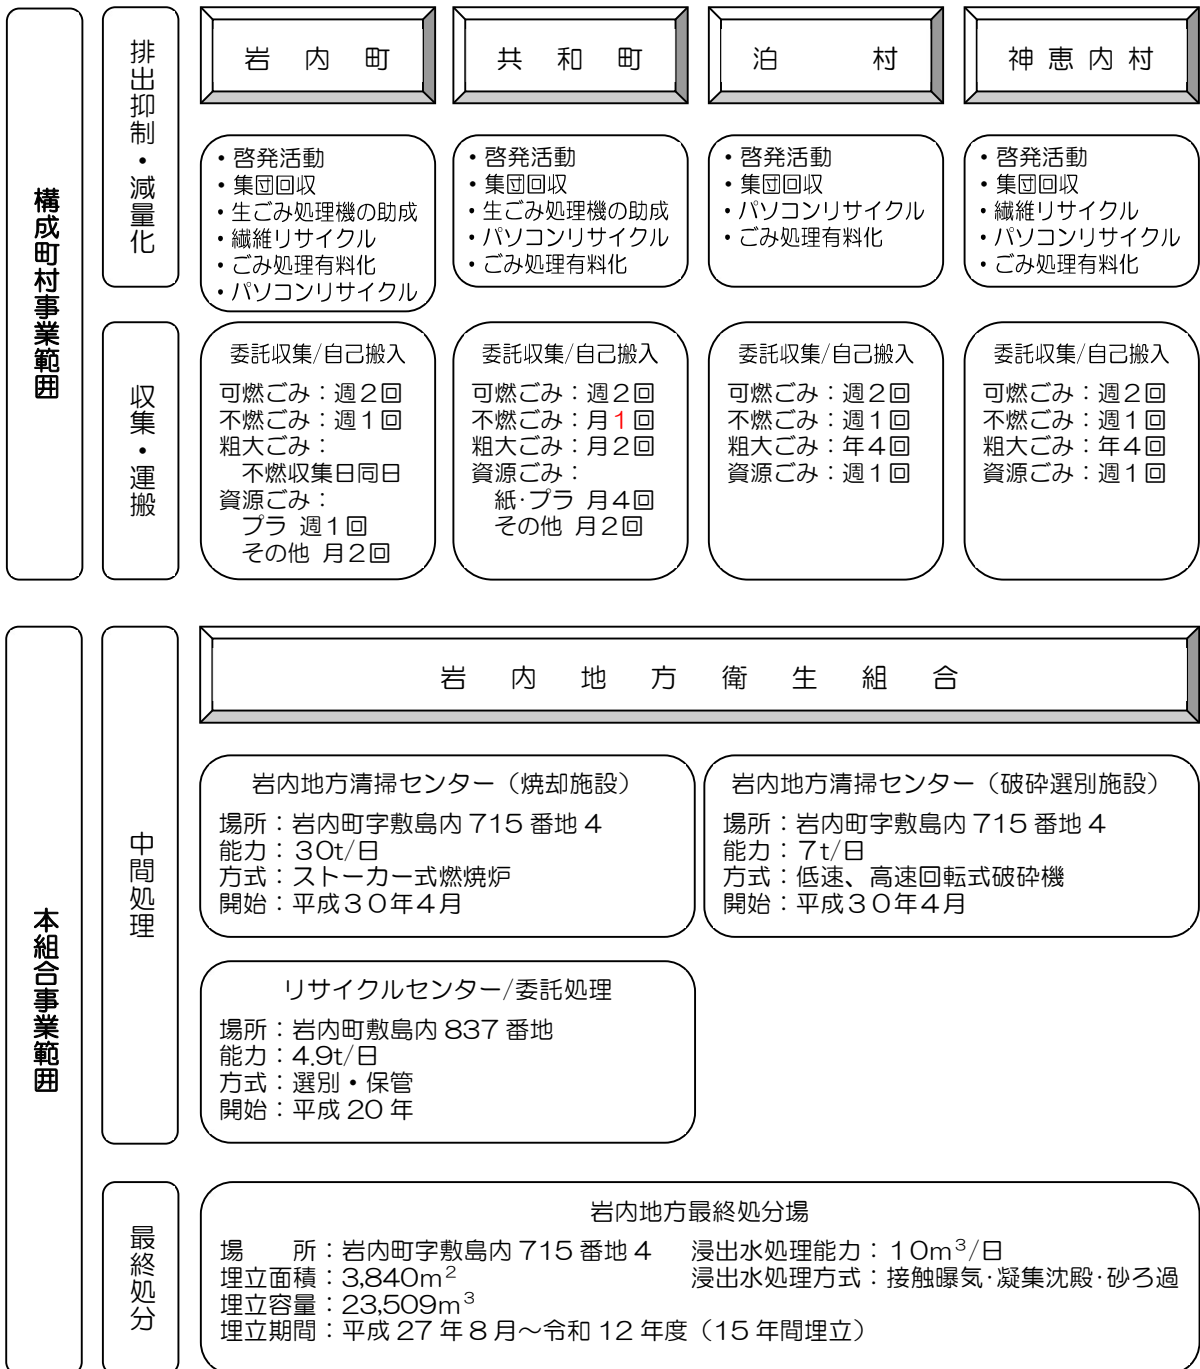 構成町村事業範囲
排出抑制・減量化
岩内町
共和町
泊村
神恵内村
・啓発活動
・集団回収
・生ごみ処理機の助成
・繊維リサイクル
・ごみ処理有料化
・パソコンリサイクル
・啓発活動
・集団回収
・生ごみ処理機の助成
・パソコンリサイクル
・ごみ処理有料化
・啓発活動
・集団回収
・パソコンリサイクル
・ごみ処理有料化
・啓発活動
・集団回収
・繊維リサイクル
・パソコンリサイクル
・ごみ処理有料化
収集・運搬
委託収集/自己搬入
可燃ごみ：週２回
不燃ごみ：週１回
粗大ごみ：
不燃収集日同日
資源ごみ：
プラ 週１回
その他 月２回
委託収集/自己搬入
可燃ごみ：週２回
不燃ごみ：月１回
粗大ごみ：月２回
資源ごみ：
紙･プラ 月４回
その他 月２回
委託収集/自己搬入
可燃ごみ：週２回
不燃ごみ：週１回
粗大ごみ：年４回
資源ごみ：週１回
委託収集/自己搬入
可燃ごみ：週２回
不燃ごみ：週１回
粗大ごみ：年４回
資源ごみ：週１回
本組合事業範囲
岩内地方衛生組合
中間処理
岩内地方清掃センター（焼却施設）
場所：岩内町字敷島内 715 番地 4
能力：３0t/日
方式：ストーカー式燃焼炉
開始：平成３０年４月
岩内地方清掃センター（破砕選別施設）
場所：岩内町字敷島内 715 番地 4
能力：７t/日
方式：低速、高速回転式破砕機
開始：平成３０年４月
リサイクルセンター/委託処理
場所：岩内町敷島内 837 番地
能力：4.9t/日
方式：選別・保管
開始：平成 20 年
最終処分
岩内地方最終処分場
場　　所：岩内町字敷島内 715 番地 4
埋立面積：3,840m²
埋立容量：23,509m³
埋立期間：平成 27 年 8 月～令和 12 年度（15 年間埋立）
浸出水処理能力：１０m³/日
浸出水処理方式：接触曝気･凝集沈殿･砂ろ過